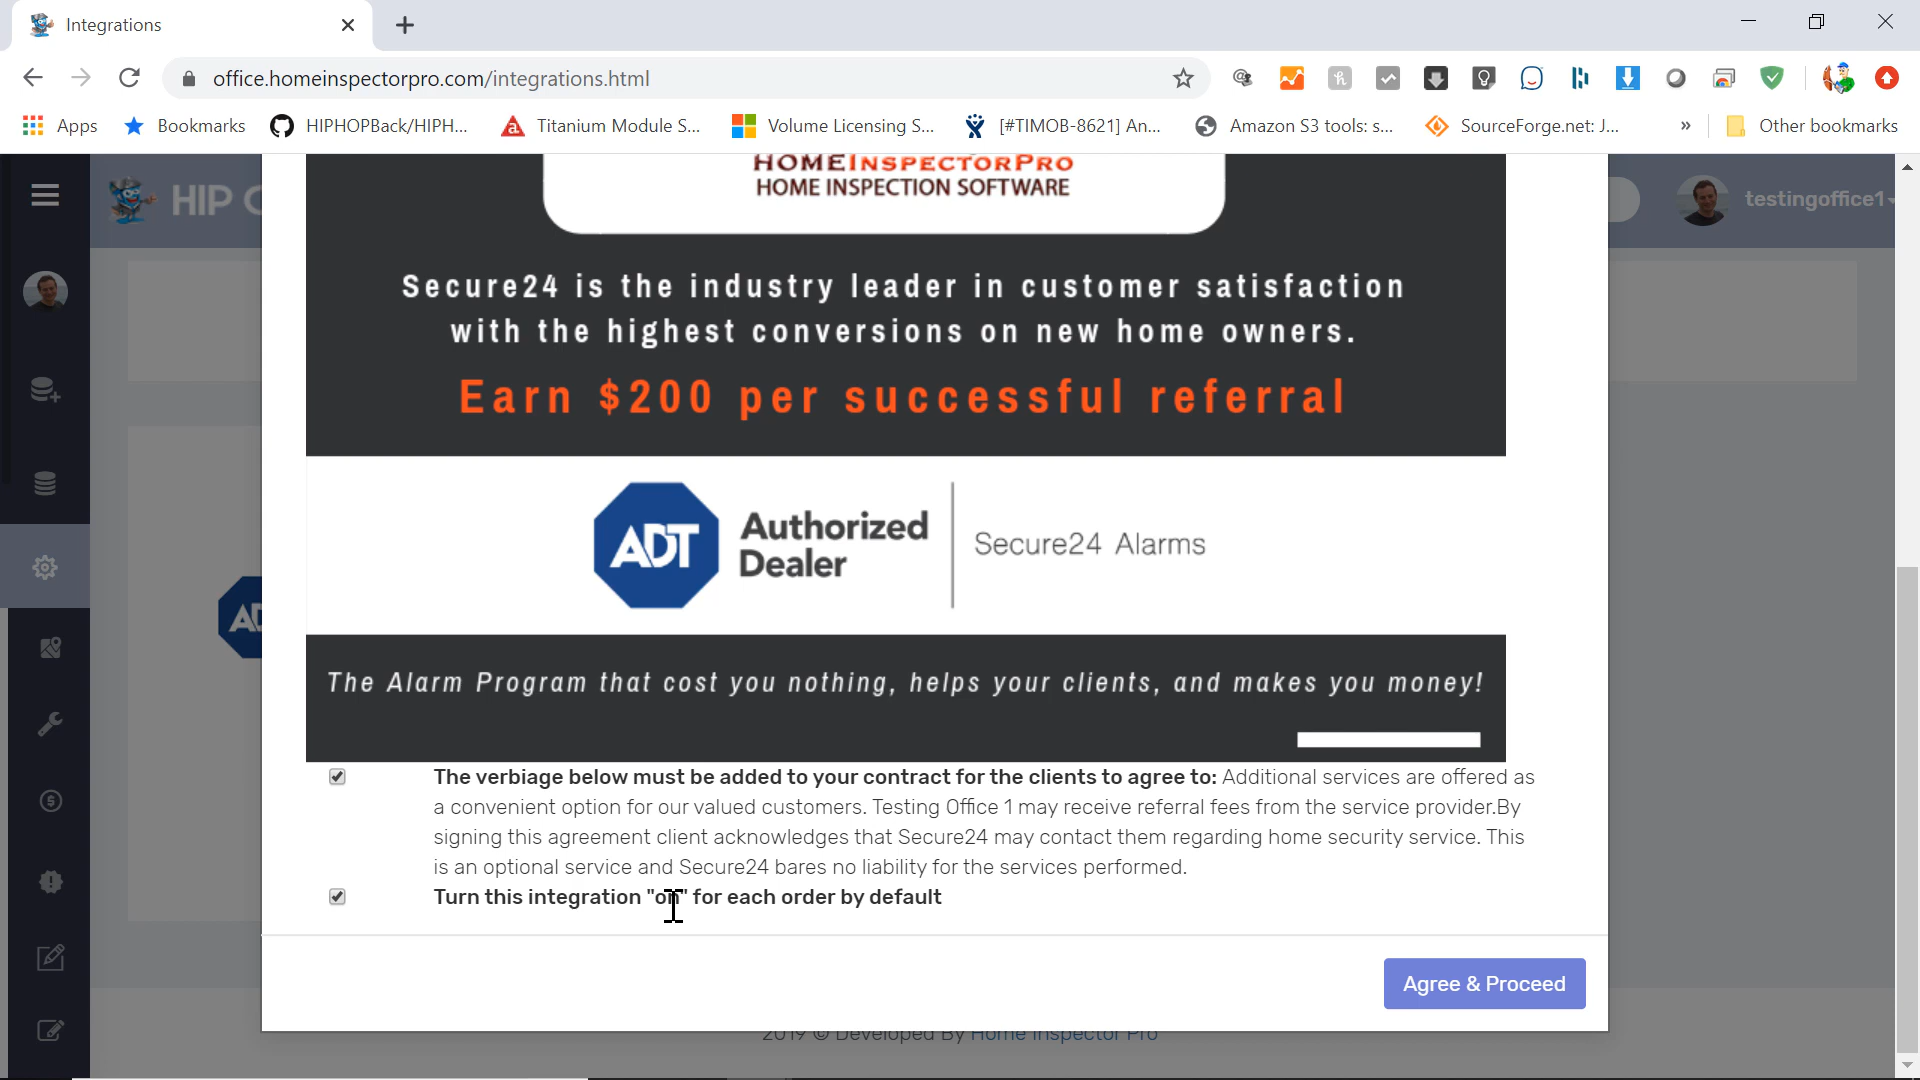 Integrations
office.homeinspectorpro.com/integrations.html
Apps Bookmarks HIPHOPBack/HIPH... Titanium Module S... Volume Licensing S... [#TIMOB-8621] An... Amazon S3 tools: s... SourceForge.net: J... » Other bookmarks
HIP
testingoffice1
HOMEINSPECTORPRO
HOME INSPECTION SOFTWARE
Secure24 is the industry leader in customer satisfaction
with the highest conversions on new home owners.
Earn $200 per successful referral
ADT
Authorized
Dealer
Secure24 Alarms
The Alarm Program that cost you nothing, helps your clients, and makes you money!
The verbiage below must be added to your contract for the clients to agree to: Additional services are offered as
a convenient option for our valued customers. Testing Office 1 may receive referral fees from the service provider.By
signing this agreement client acknowledges that Secure24 may contact them regarding home security service. This
is an optional service and Secure24 bares no liability for the services performed.
Turn this integration "on" for each order by default
Agree & Proceed
2019 © Developed By Home Inspector Pro